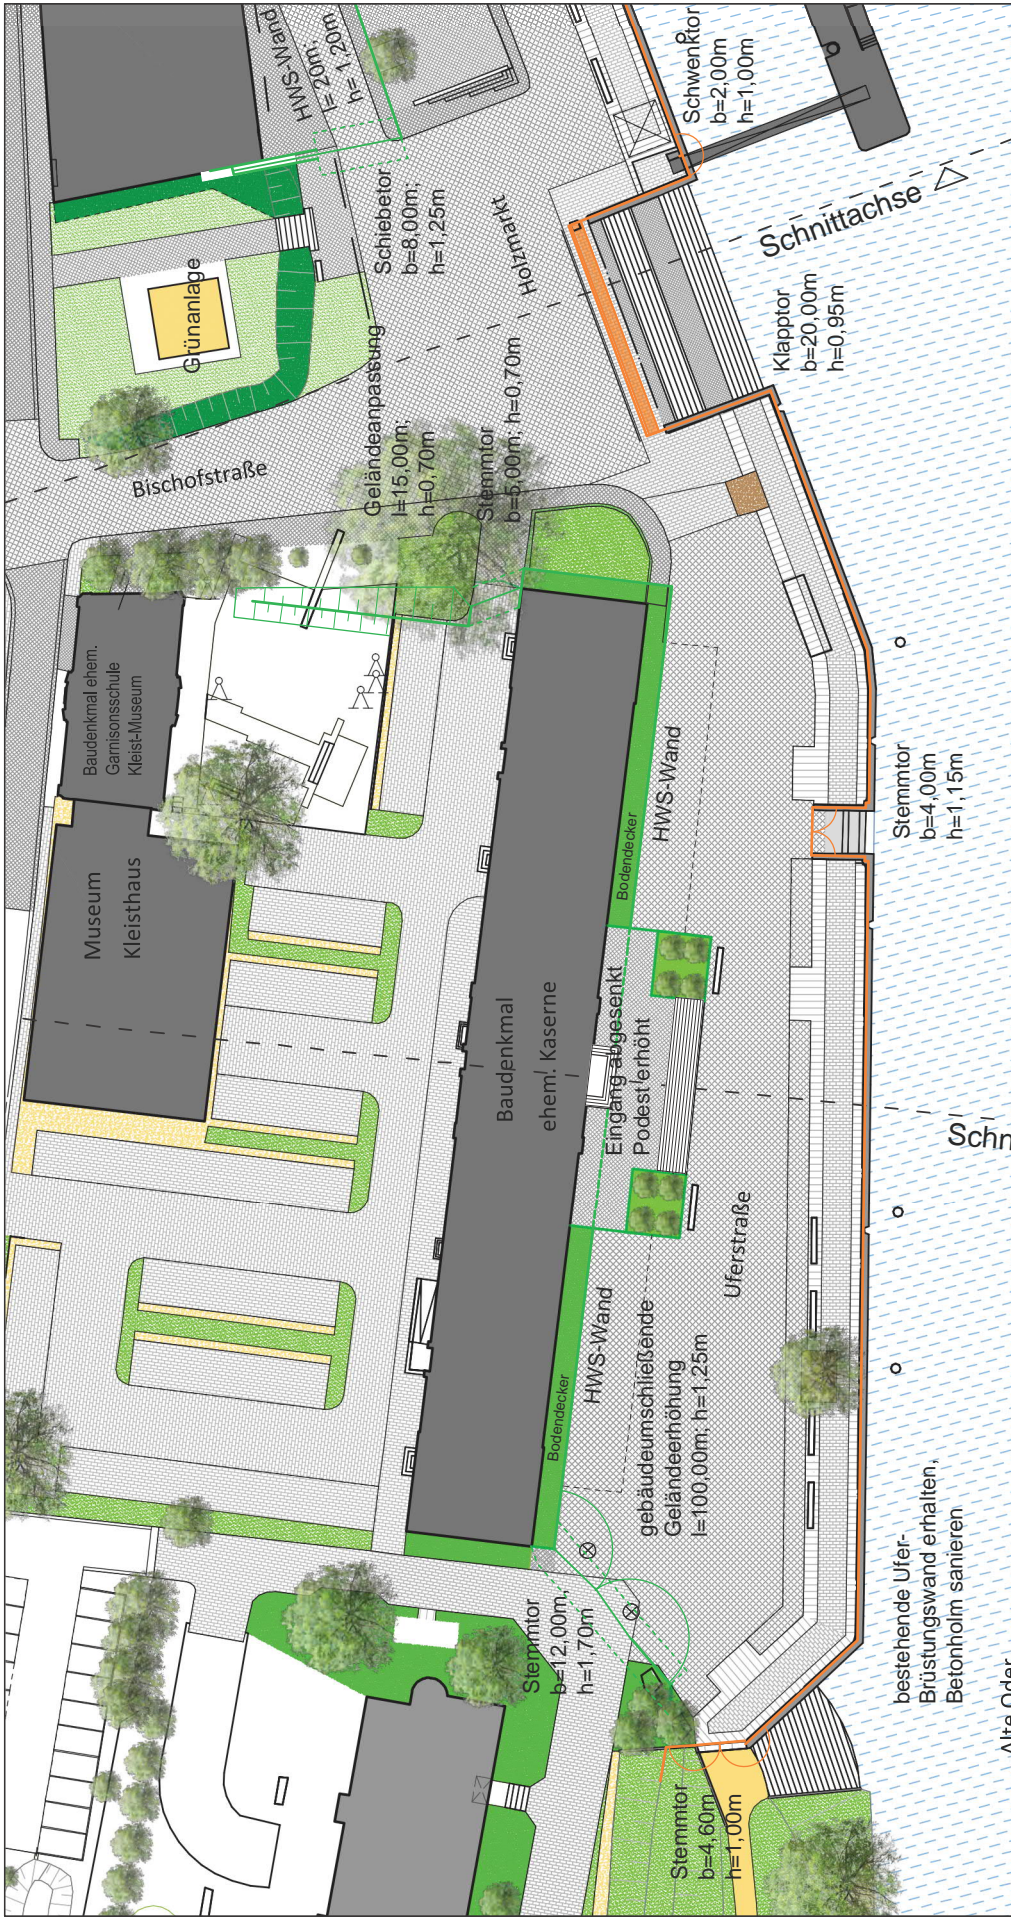 HWS-Wand
l=20m;
h= 1,20m
Schwenktor
b=2,00m
h=1,00m
Schiebetor
b=8,00m;
h=1,25m
Holzmarkt
Schnittachse
Grünanlage
Klapptor
b=20,00m
h=0,95m
Geländeanpassung
l=15,00m;
h=0,70m
Bischofstraße
Stemmtor
b=5,00m; h=0,70m
Baudenkmal ehem.
Garnisonsschule
Kleist-Museum
Museum
Kleisthaus
HWS-Wand
Bodendecker
Stemmtor
b=4,00m
h=1,15m
Baudenkmal
ehem. Kaserne
Eingang abgesenkt
Podest erhöht
Schn
Uferstraße
HWS-Wand
Bodendecker
gebäudeumschließende
Geländeerhöhung
l=100,00m; h=1,25m
Stemmtor
b=12,00m;
h=1,70m
bestehende Ufer-
Brüstungswand erhalten,
Betonholm sanieren
Stemmtor
b=4,60m
h=1,00m
Alte Oder